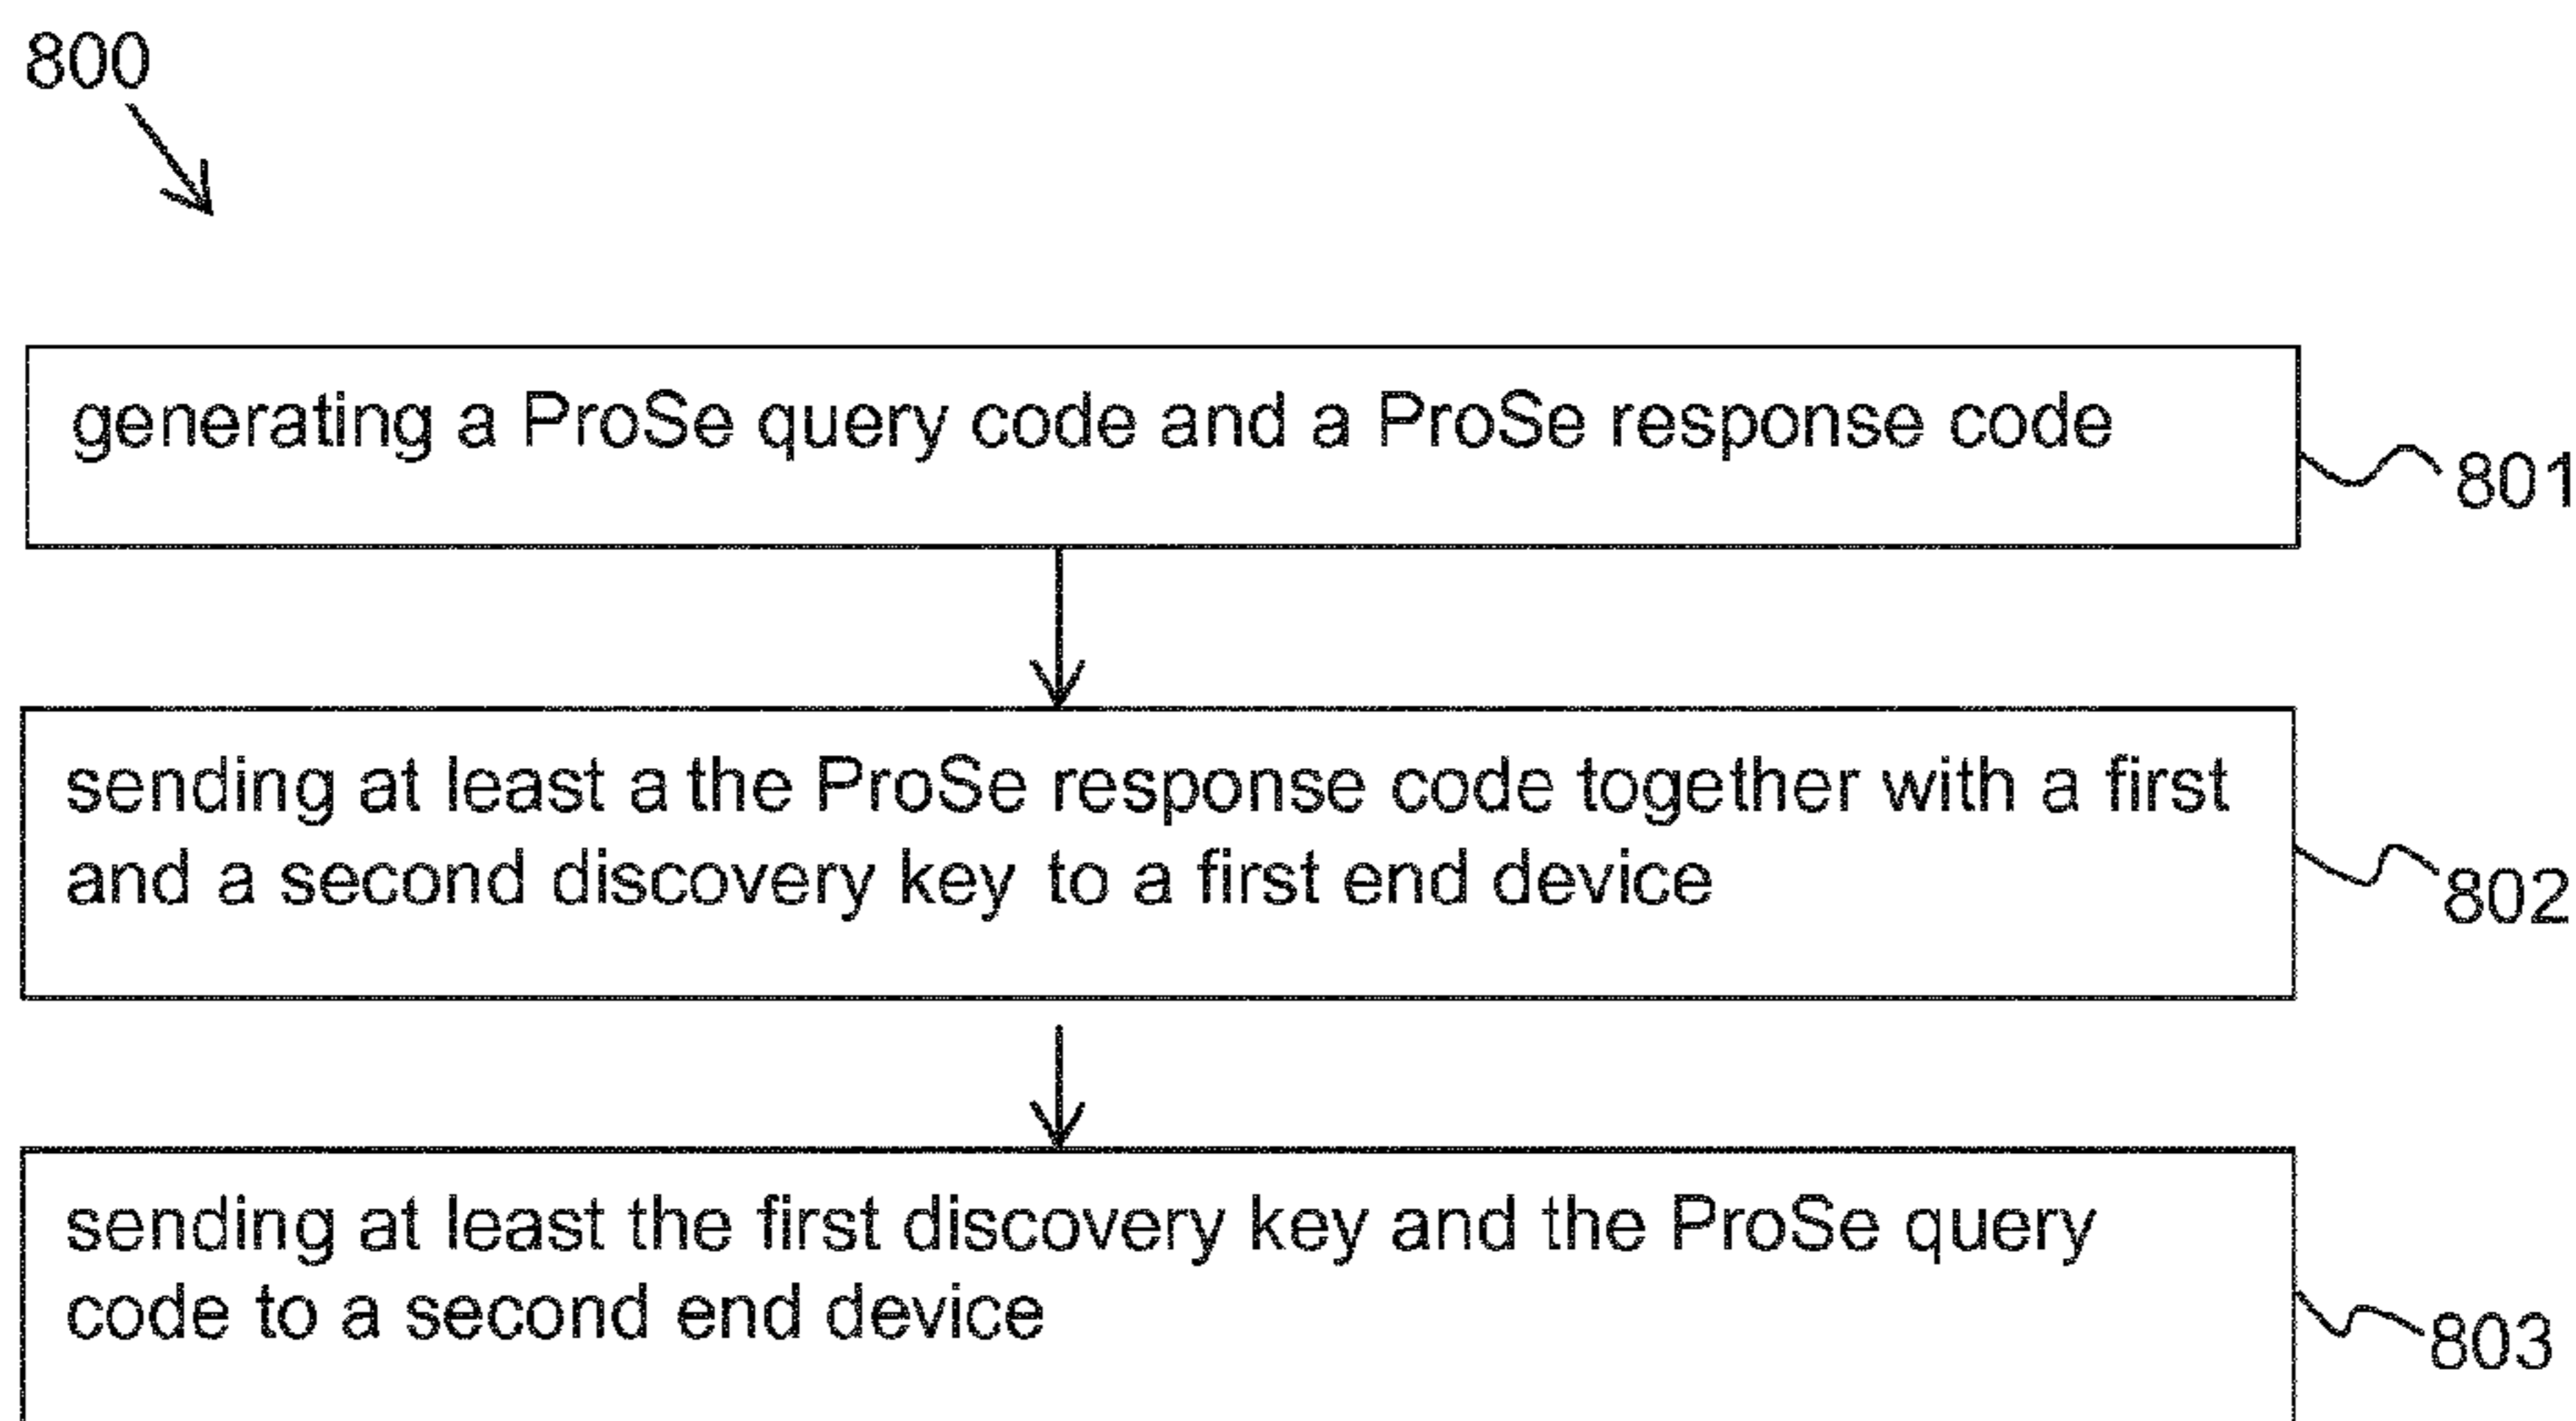 800
generating a ProSe query code and a ProSe response code
801
sending at least a the ProSe response code together with a first
and a second discovery key to a first end device
802
sending at least the first discovery key and the ProSe query
code to a second end device
803